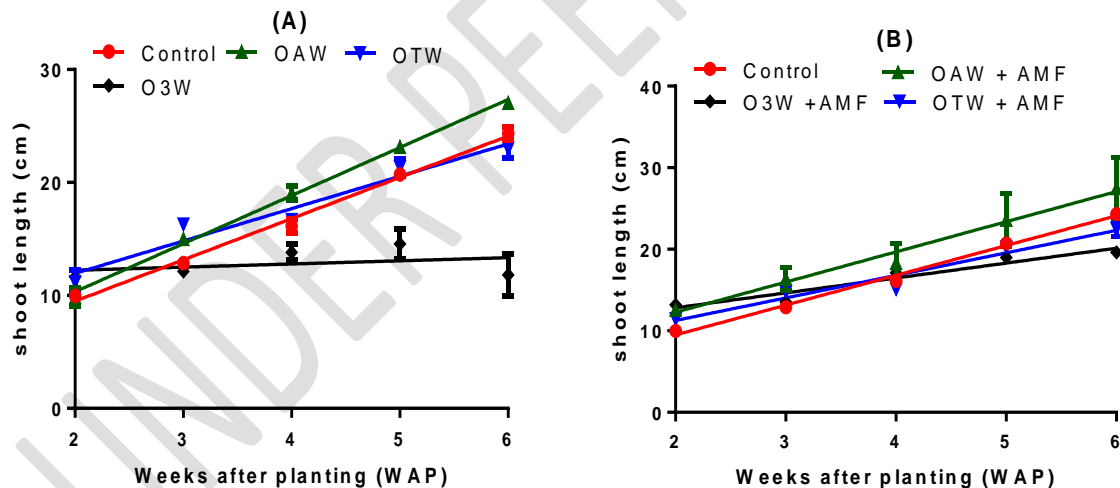 (A)
Control OAW OTW
O3W
30
20
10
0
shoot length (cm)
2 3 4 5 6
Weeks after planting (WAP)
(B)
Control OAW + AMF
O3W +AMF OTW + AMF
40
30
20
10
0
shoot length (cm)
2 3 4 5 6
Weeks after planting (WAP)
UNDER PEE